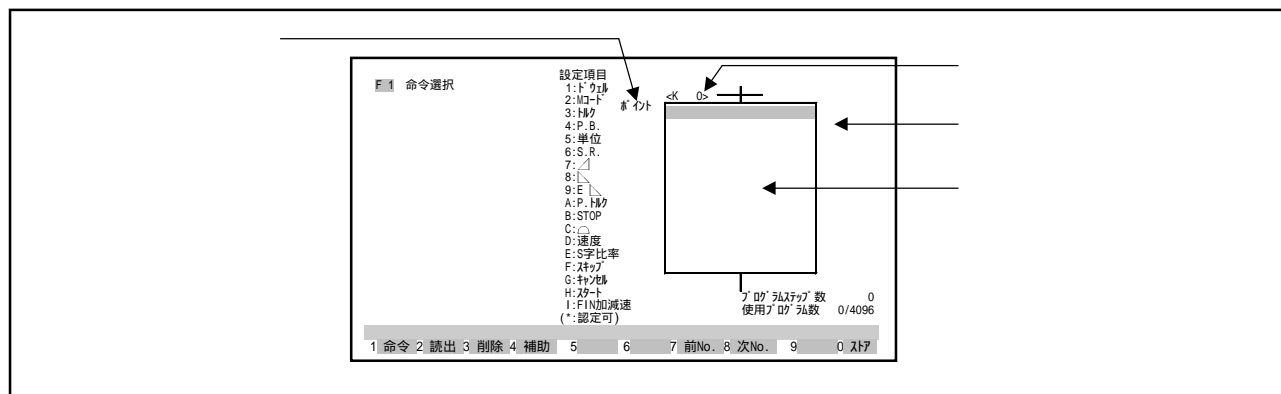 F 1 命令選択
設定項目
1:ﾄﾞｳｪﾙ
2:Mｺｰﾄﾞ
3:ﾄﾙｸ
4:P.B.
5:単位
6:S.R.
7:
8:
9:E
A:P.ﾄﾙｸ
B:STOP
C:
D:速度
E:S字比率
F:ｽｷｯﾌﾟ
G:ｷｬﾝｾﾙ
H:ｽﾀｰﾄ
I:FIN加減速
(*:認定可)
ﾎﾟｲﾝﾄ
<K 0>
ﾌﾟﾛｸﾞﾗﾑｽﾃｯﾌﾟ数 0
使用ﾌﾟﾛｸﾞﾗﾑ数 0/4096
1 命令 2 読出 3 削除 4 補助 5 6 7 前No. 8 次No. 9 0 ｽﾄｱ